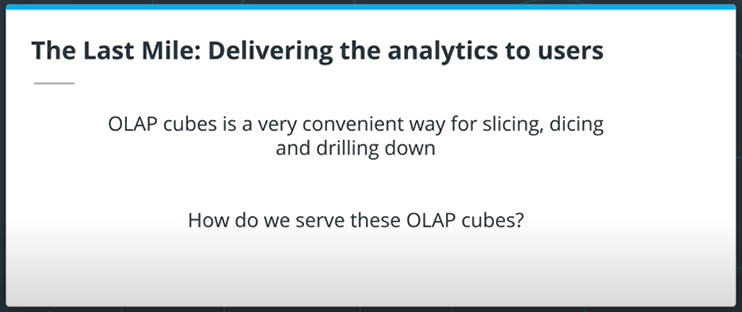 The Last Mile: Delivering the analytics to users
OLAP cubes is a very convenient way for slicing, dicing
and drilling down
How do we serve these OLAP cubes?